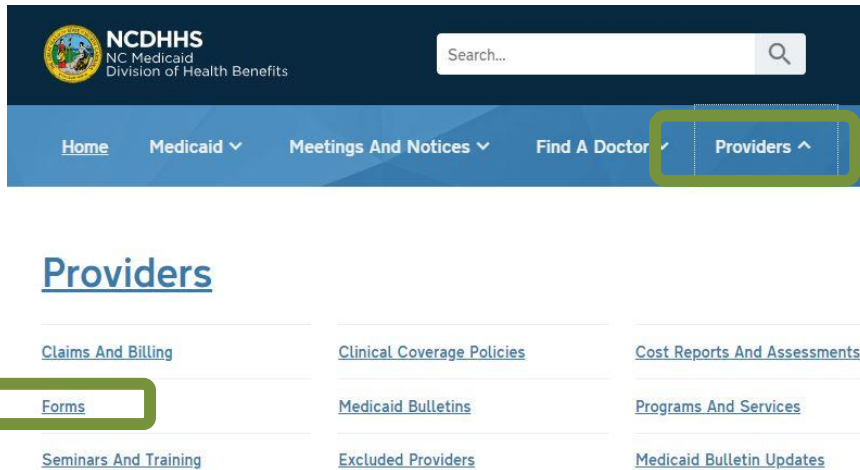 NCDHHS
NC Medicaid
Division of Health Benefits
Search...
Home Medicaid Meetings And Notices Find A Doctor Providers
Providers
Claims And Billing Clinical Coverage Policies Cost Reports And Assessments
Forms Medicaid Bulletins Programs And Services
Seminars And Training Excluded Providers Medicaid Bulletin Updates